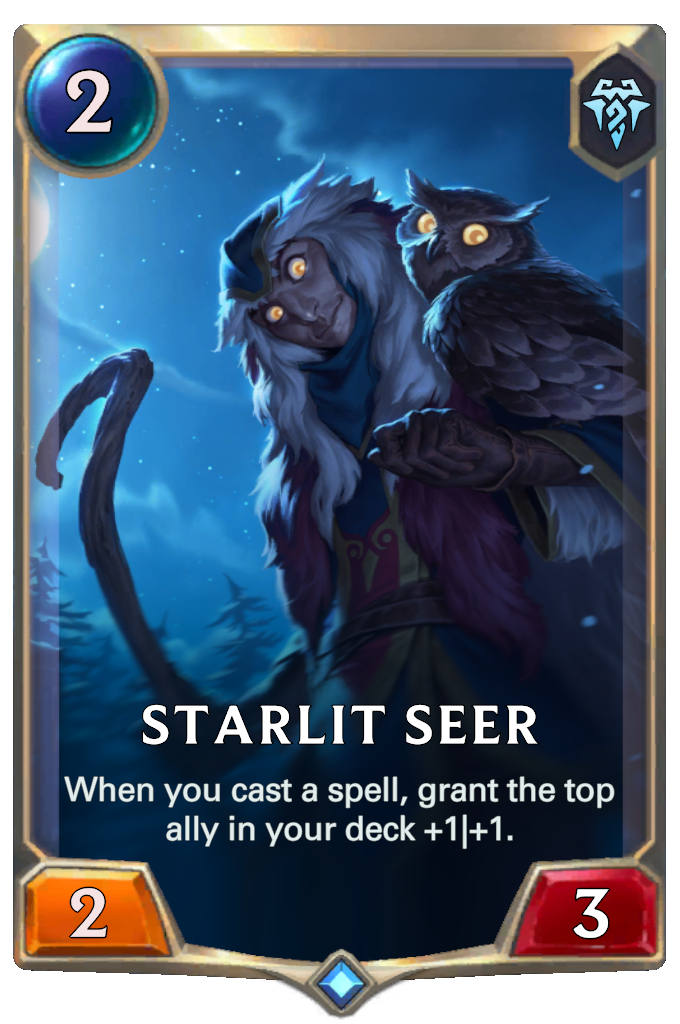 2
STARLIT SEER
When you cast a spell, grant the top
ally in your deck +1|+1.
2
3